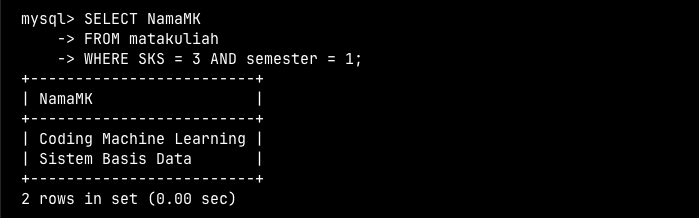 mysql> SELECT NamaMK
    -> FROM matakuliah
    -> WHERE SKS = 3 AND semester = 1;
+-------------------------+
| NamaMK                  |
+-------------------------+
| Coding Machine Learning |
| Sistem Basis Data       |
+-------------------------+
2 rows in set (0.00 sec)